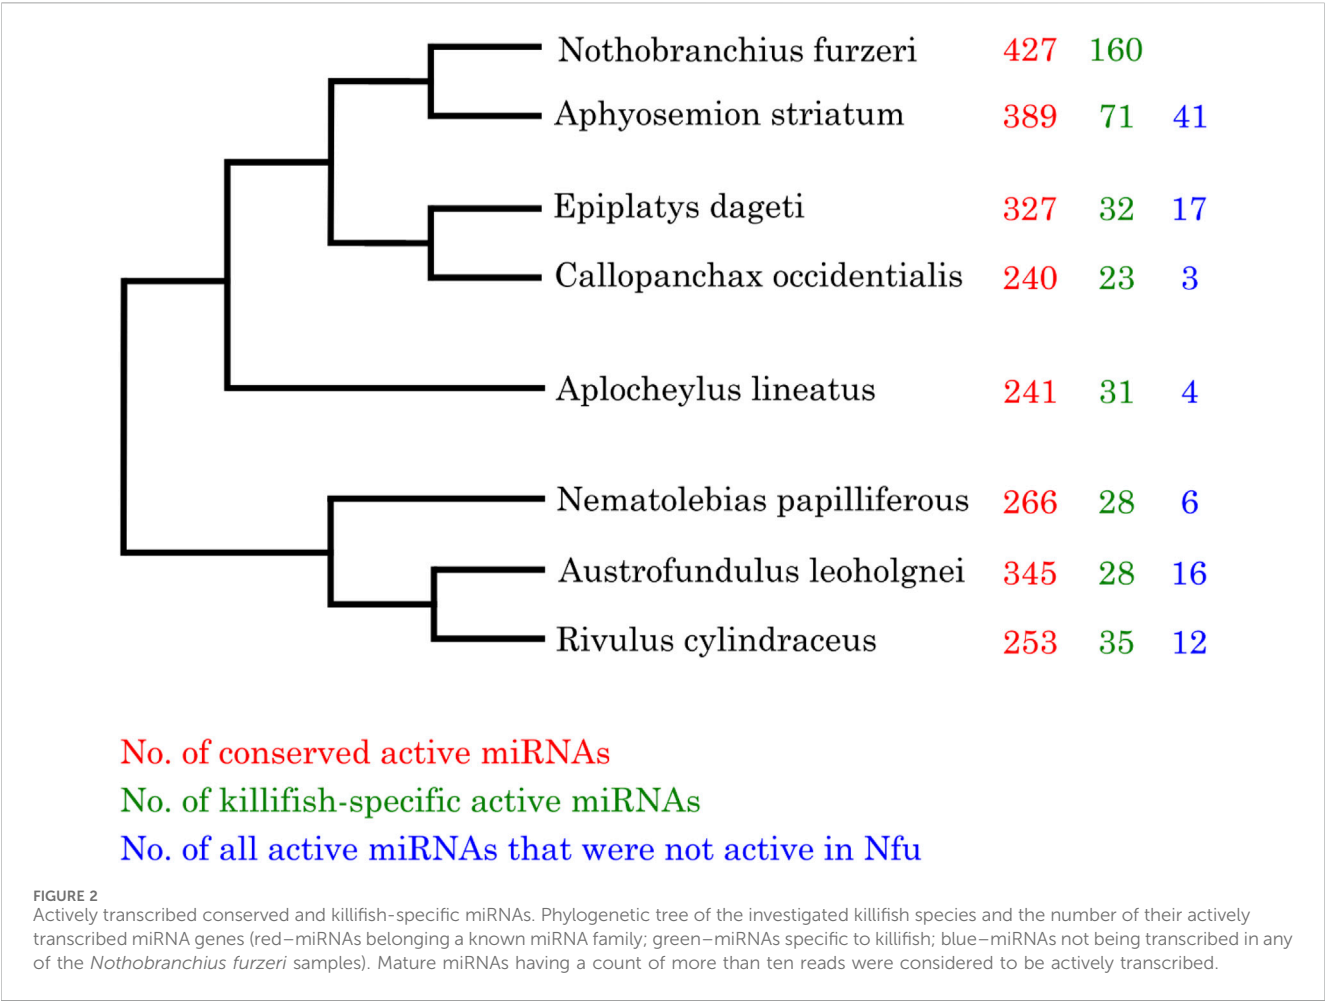 Nothobranchius furzeri 427 160
Aphyosemion striatum 389 71 41
Epiplatys dageti 327 32 17
Callopanchax occidentialis 240 23 3
Aplocheylus lineatus 241 31 4
Nematolebias papilliferous 266 28 6
Austrofundulus leoholgnei 345 28 16
Rivulus cylindraceus 253 35 12
No. of conserved active miRNAs
No. of killifish-specific active miRNAs
No. of all active miRNAs that were not active in Nfu
FIGURE 2
Actively transcribed conserved and killifish-specific miRNAs. Phylogenetic tree of the investigated killifish species and the number of their actively
transcribed miRNA genes (red–miRNAs belonging a known miRNA family; green–miRNAs specific to killifish; blue–miRNAs not being transcribed in any
of the Nothobranchius furzeri samples). Mature miRNAs having a count of more than ten reads were considered to be actively transcribed.